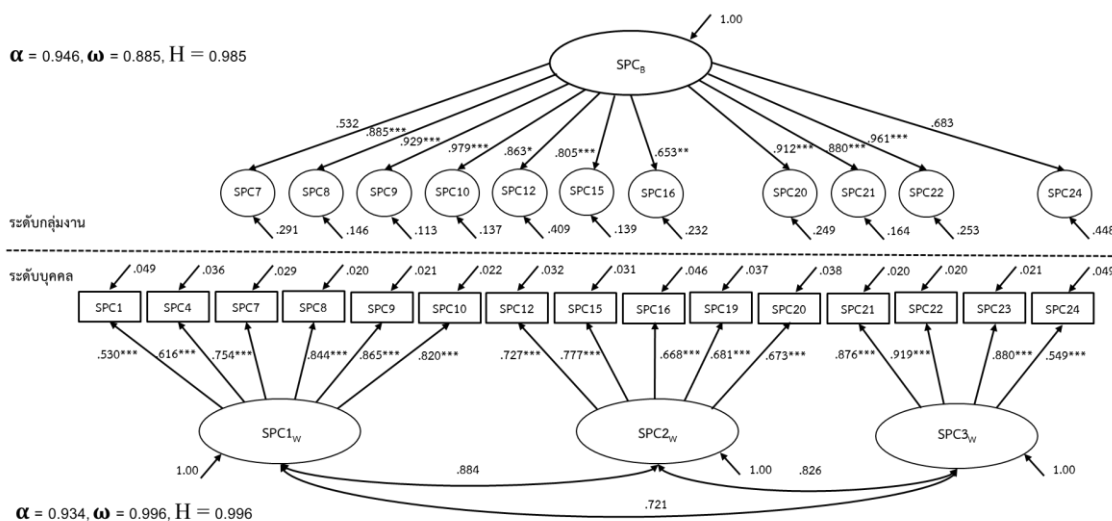 1.00
α = 0.946, ω = 0.885, H = 0.985
SPC_B
.532 .885*** .929*** .979*** .863* .805*** .653** .912*** .880*** .961*** .683
SPC7 SPC8 SPC9 SPC10 SPC12 SPC15 SPC16 SPC20 SPC21 SPC22 SPC24
ระดับกลุ่มงาน
.291 .146 .113 .137 .409 .139 .232 .249 .164 .253 .448
ระดับบุคคล
.049 .036 .029 .020 .021 .022 .032 .031 .046 .037 .038 .020 .020 .021 .049
SPC1 SPC4 SPC7 SPC8 SPC9 SPC10 SPC12 SPC15 SPC16 SPC19 SPC20 SPC21 SPC22 SPC23 SPC24
.530*** .616*** .754*** .844*** .865*** .820*** .727*** .777*** .668*** .681*** .673*** .876*** .919*** .880*** .549***
SPC1_W SPC2_W SPC3_W
1.00 .884 1.00 .826 1.00
.721
α = 0.934, ω = 0.996, H = 0.996